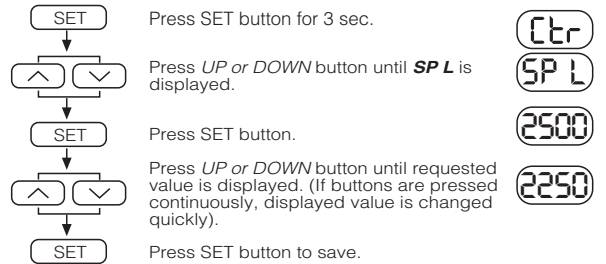 SET
Press SET button for 3 sec.
Ctr
Press UP or DOWN button until SP L is
displayed.
SP L
SET
Press SET button.
2500
Press UP or DOWN button until requested
value is displayed. (If buttons are pressed
continuously, displayed value is changed
quickly).
2250
SET
Press SET button to save.